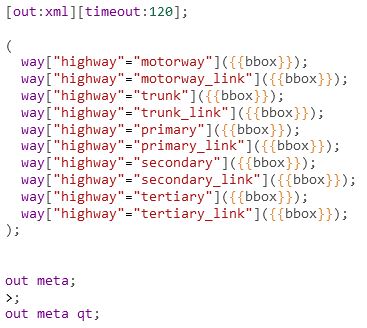 [out:xml][timeout:120];
(
  way["highway"="motorway"]({{bbox}});
  way["highway"="motorway_link"]({{bbox}});
  way["highway"="trunk"]({{bbox}});
  way["highway"="trunk_link"]({{bbox}});
  way["highway"="primary"]({{bbox}});
  way["highway"="primary_link"]({{bbox}});
  way["highway"="secondary"]({{bbox}});
  way["highway"="secondary_link"]({{bbox}});
  way["highway"="tertiary"]({{bbox}});
  way["highway"="tertiary_link"]({{bbox}});
);
out meta;
>;
out meta qt;